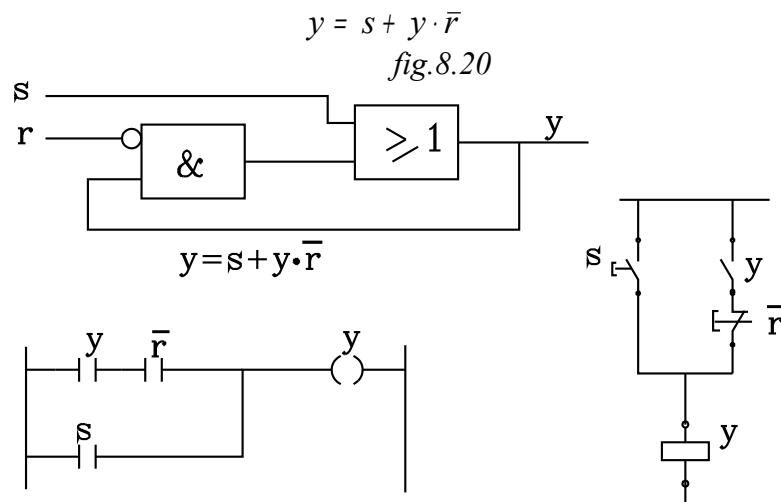 y = s + y · r̅
fig.8.20
s
r
&
⩾1
y
y=s+y·r̅
s
y
r̅
y
y
r̅
y
s